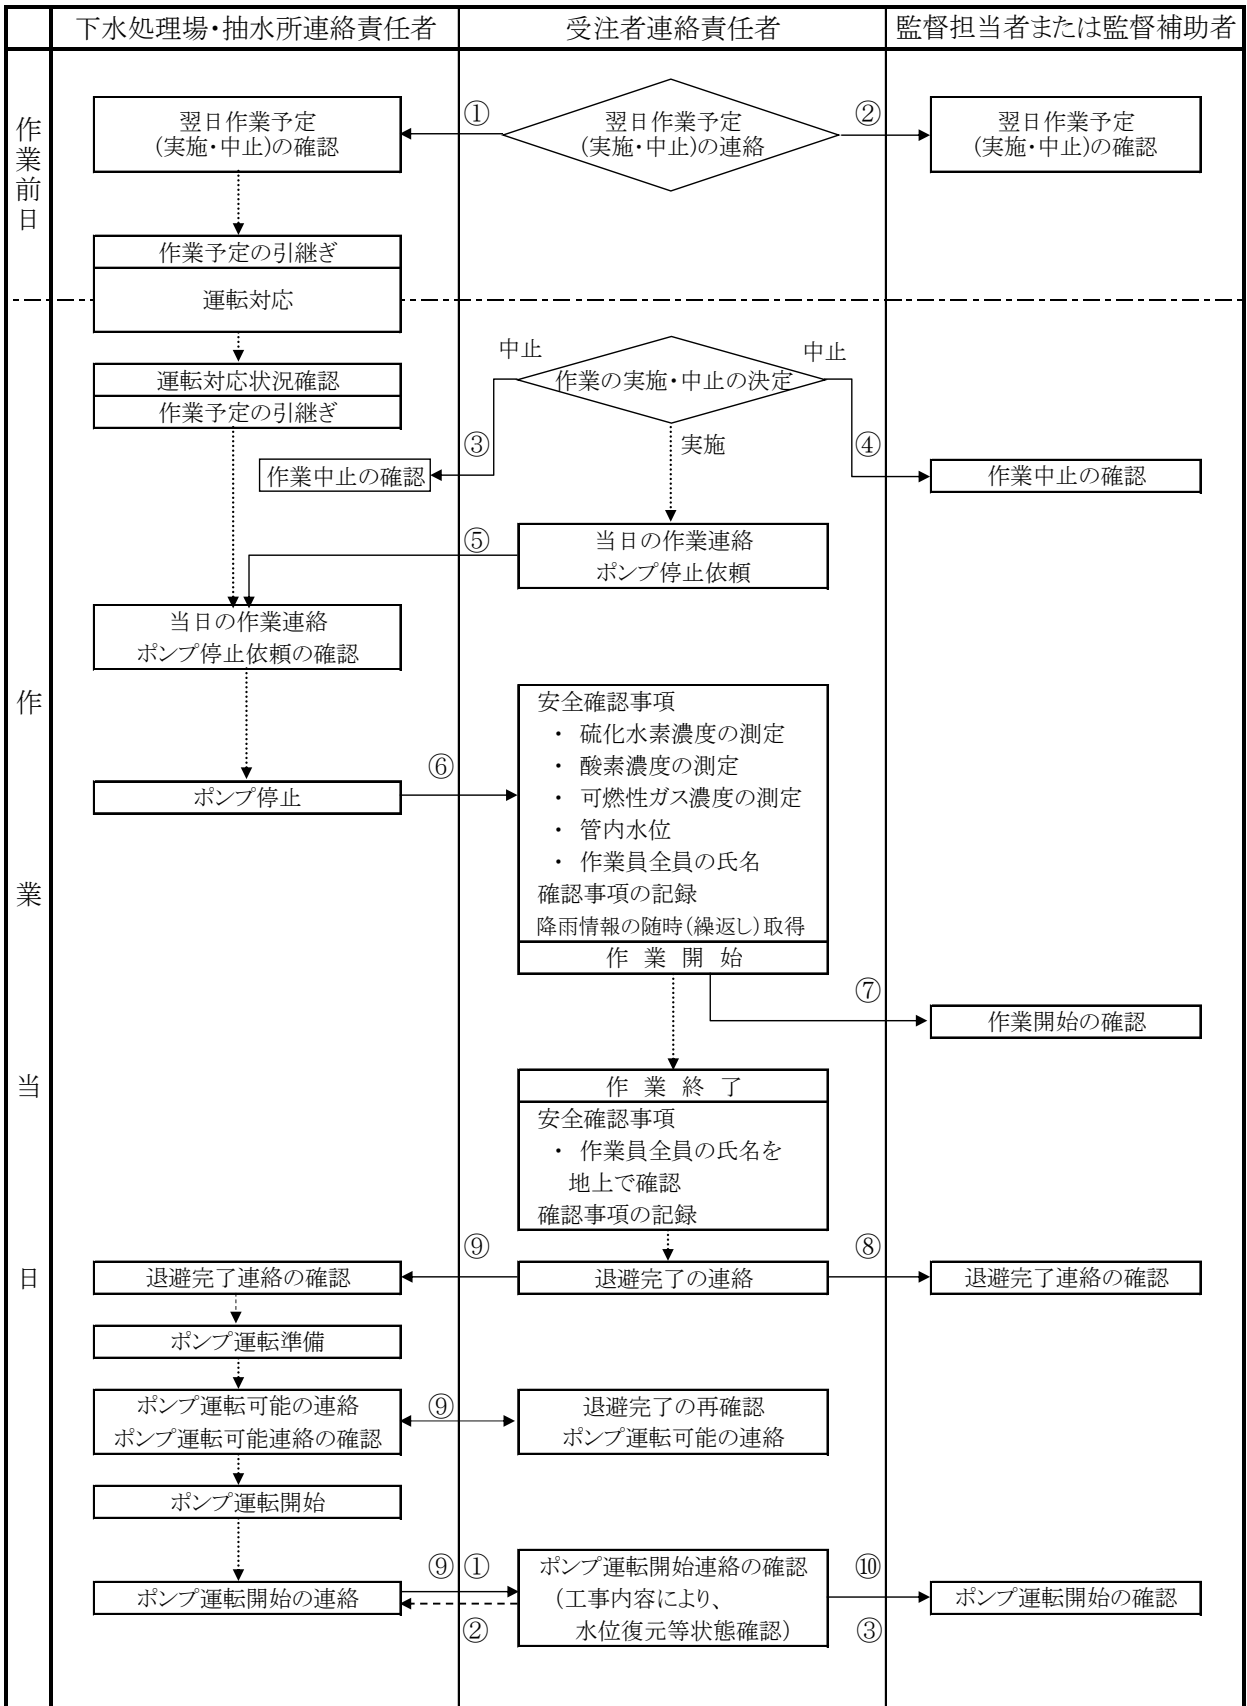 下水処理場・抽水所連絡責任者
受注者連絡責任者
監督担当者または監督補助者
作業前日
①
②
翌日作業予定
(実施・中止)の確認
翌日作業予定
(実施・中止)の連絡
翌日作業予定
(実施・中止)の確認
作業予定の引継ぎ
運転対応
作業当日
運転対応状況確認
作業予定の引継ぎ
中止
作業の実施・中止の決定
中止
③
実施
④
作業中止の確認
作業中止の確認
⑤
当日の作業連絡
ポンプ停止依頼
当日の作業連絡
ポンプ停止依頼の確認
ポンプ停止
⑥
安全確認事項
・ 硫化水素濃度の測定
・ 酸素濃度の測定
・ 可燃性ガス濃度の測定
・ 管内水位
・ 作業員全員の氏名
確認事項の記録
降雨情報の随時(繰返し)取得
作 業 開 始
⑦
作業開始の確認
作 業 終 了
安全確認事項
・ 作業員全員の氏名を
地上で確認
確認事項の記録
⑨
⑧
退避完了連絡の確認
退避完了の連絡
退避完了連絡の確認
ポンプ運転準備
ポンプ運転可能の連絡
ポンプ運転可能連絡の確認
⑨
退避完了の再確認
ポンプ運転可能の連絡
ポンプ運転開始
ポンプ運転開始の連絡
⑨
①
②
ポンプ運転開始連絡の確認
(工事内容により、
水位復元等状態確認)
⑩
③
ポンプ運転開始の確認